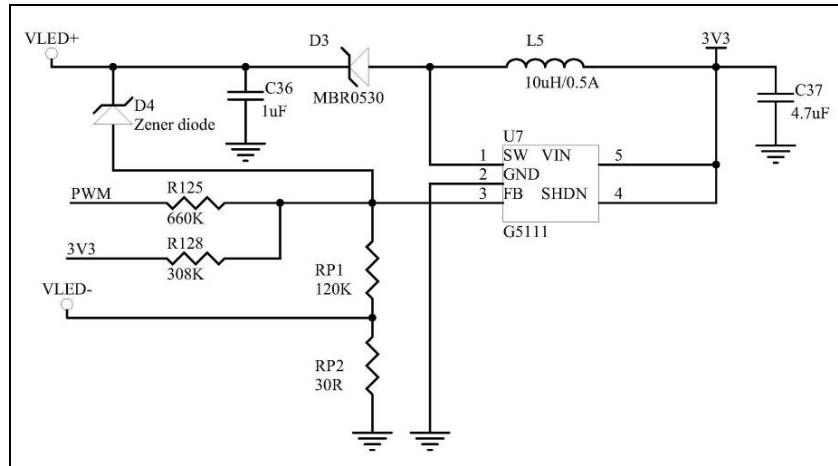 VLED+
D3
MBR0530
L5
10uH/0.5A
3V3
D4
Zener diode
C36
1uF
C37
4.7uF
U7
1 SW VIN 5
2 GND
3 FB SHDN 4
G5111
PWM
R125
660K
3V3
R128
308K
VLED-
RP1
120K
RP2
30R